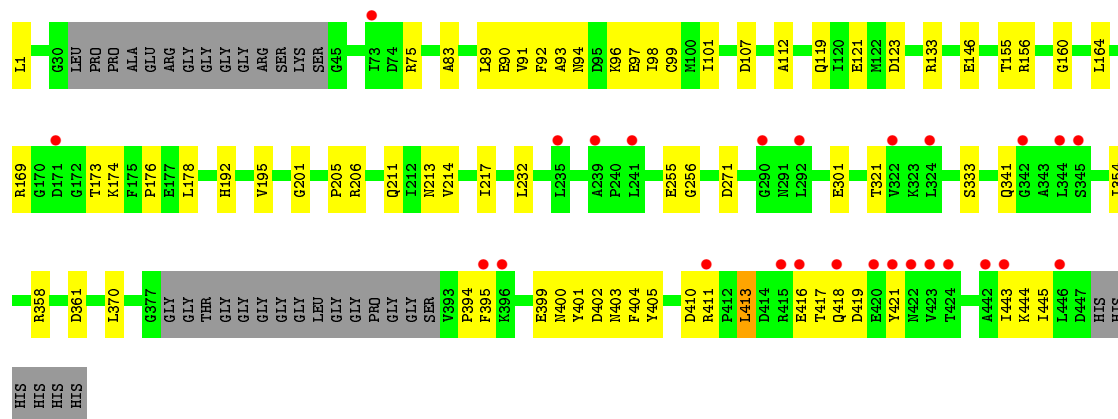 L1 G30 LEU PRO PRO ALA GLU ARG GLY GLY GLY GLY ARG SER LYS SER G45 I73 D74 R75 A83 L89 E90 V91 F92 A93 D95 K96 E97 I98 C99 M100 I101 D107 A112 Q119 I120 E121 M122 D123 R133 E146 T155 R156 G160 L164
R169 G170 D171 G172 T173 K174 F175 P176 E177 L178 H192 V195 G201 P205 R206 Q211 I212 N213 V214 I217 L232 L235 A239 P240 L241 E255 G256 D271 G290 N291 L292 E301 T321 V322 K323 L324 S333 Q341 G342 A343 L344 S345 I354
R358 D361 L370 G377 GLY GLY THR GLY GLY GLY GLY GLY LEU GLY PRO GLY GLY SER V393 P394 F395 K396 E399 N400 Y401 D402 N403 F404 Y405 D410 R411 P412 L413 D414 R415 E416 T417 Q418 D419 E420 Y421 N422 V423 T424 A442 I443 K444 I445 L446 D447 HIS HIS
HIS HIS HIS HIS